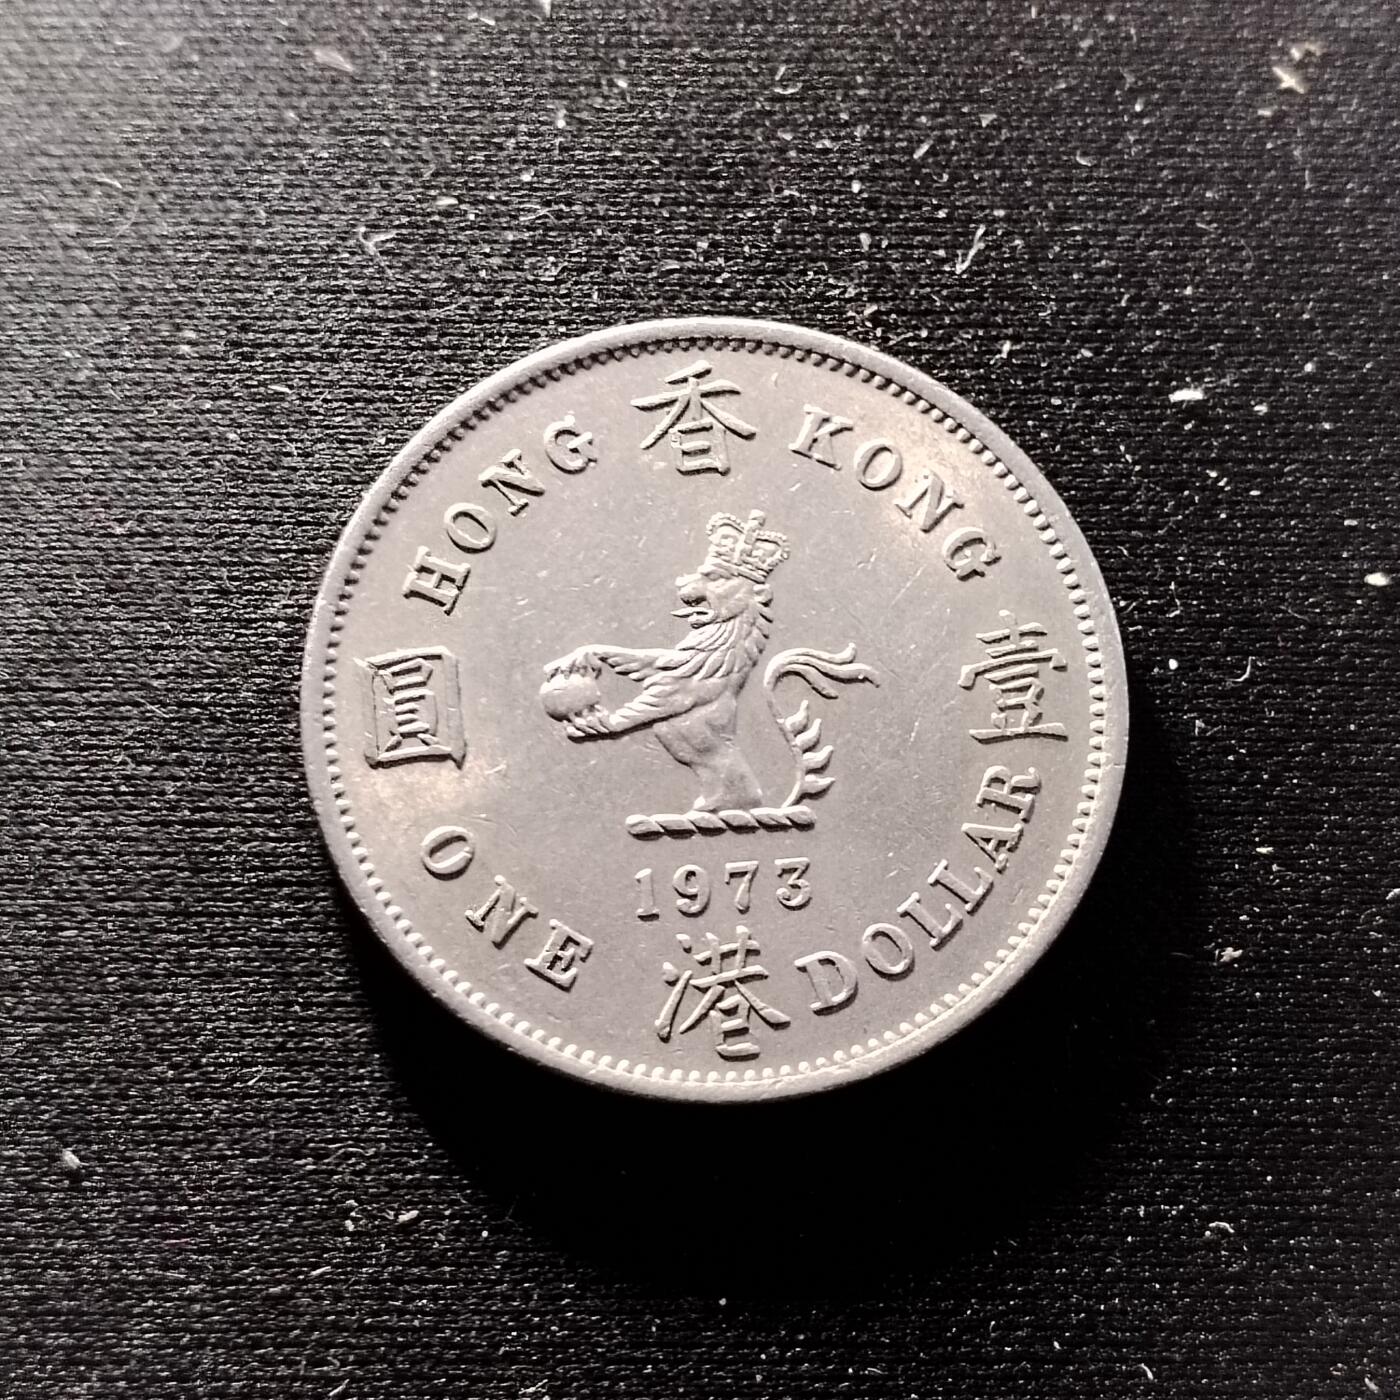 HONG 香 KONG
圓 壹
ONE 港 DOLLAR
1973